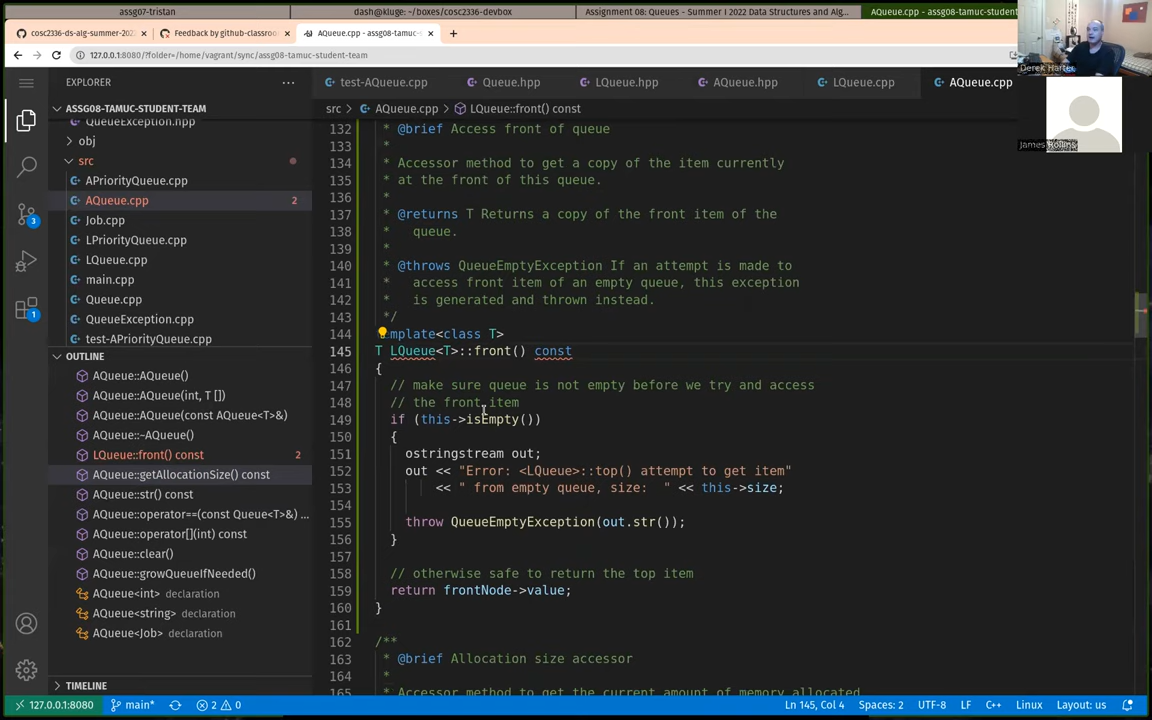 assg07-tristan
dash@kluge: ~/boxes/cosc2336-devbox
Assignment 08: Queues - Summer I 2022 Data Structures and Alg...
AQueue.cpp - assg08-tamuc-student
cosc2336-ds-alg-summer-202
Feedback by github-classroo
AQueue.cpp - assg08-tamuc-s
127.0.0.1:8080/?folder=/home/vagrant/sync/assg08-tamuc-student-team
Derek Harter
James Rollins
EXPLORER
ASSG08-TAMUC-STUDENT-TEAM
QueueException.hpp
obj
src
APriorityQueue.cpp
AQueue.cpp 2
Job.cpp
LPriorityQueue.cpp
LQueue.cpp
main.cpp
Queue.cpp
QueueException.cpp
test-APriorityQueue.cpp
OUTLINE
AQueue::AQueue()
AQueue::AQueue(int, T [])
AQueue::AQueue(const AQueue<T>&)
AQueue::~AQueue()
LQueue::front() const 2
AQueue::getAllocationSize() const
AQueue::str() const
AQueue::operator==(const Queue<T>&) ...
AQueue::operator[](int) const
AQueue::clear()
AQueue::growQueueIfNeeded()
AQueue<int> declaration
AQueue<string> declaration
AQueue<Job> declaration
TIMELINE
3
1
test-AQueue.cpp
Queue.hpp
LQueue.hpp
AQueue.hpp
LQueue.cpp
AQueue.cpp
src > AQueue.cpp > LQueue::front() const
132 * @brief Access front of queue
133 *
134 * Accessor method to get a copy of the item currently
135 * at the front of this queue.
136 *
137 * @returns T Returns a copy of the front item of the
138 * queue.
139 *
140 * @throws QueueEmptyException If an attempt is made to
141 * access front item of an empty queue, this exception
142 * is generated and thrown instead.
143 */
144 mplate<class T>
145 T LQueue<T>::front() const
146 {
147 // make sure queue is not empty before we try and access
148 // the front item
149 if (this->isEmpty())
150 {
151 ostringstream out;
152 out << "Error: <LQueue>::top() attempt to get item"
153 << " from empty queue, size: " << this->size;
154
155 throw QueueEmptyException(out.str());
156 }
157
158 // otherwise safe to return the top item
159 return frontNode->value;
160 }
161
162 /**
163 * @brief Allocation size accessor
164 *
165 * Accessor method to get the current amount of memory allocated
127.0.0.1:8080 main* 2 0 Ln 145, Col 4 Spaces: 2 UTF-8 LF C++ Linux Layout: us